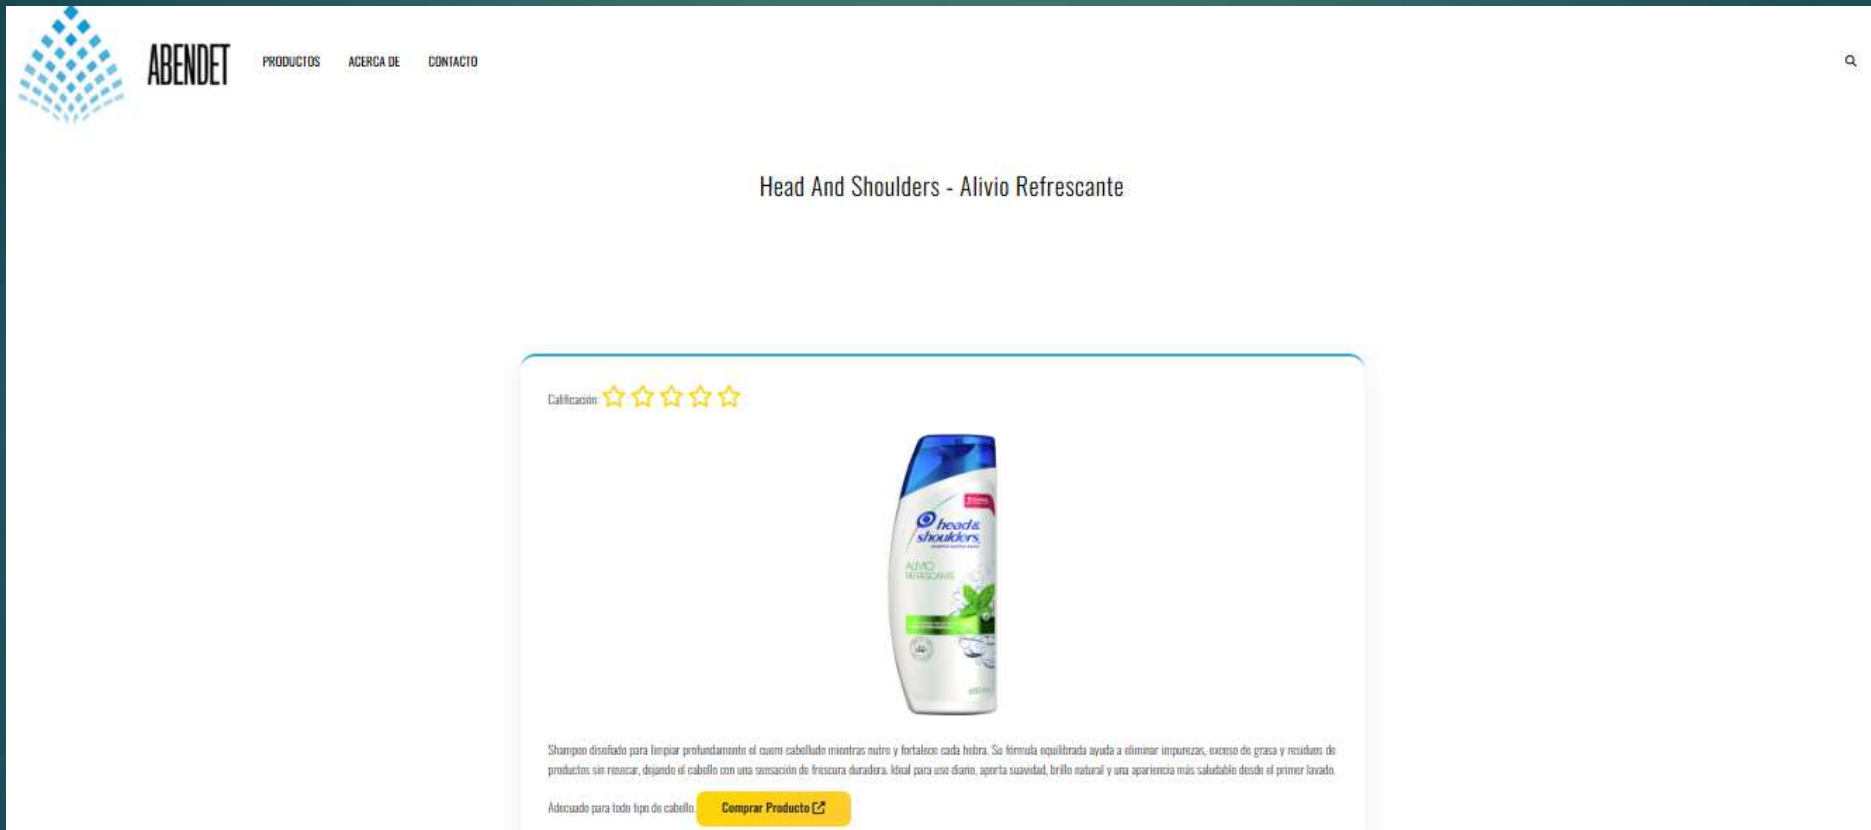 ABENDET
PRODUCTOS ACERCA DE CONTACTO
Head And Shoulders - Alivio Refrescante
Calificación:
head &
shoulders
ALIVIO
REFRESCANTE
Shampoo diseñado para limpiar profundamente el cuero cabelludo mientras nutre y fortalece cada hebra. Su fórmula equilibrada ayuda a eliminar impurezas, exceso de grasa y residuos de
productos sin resecar, dejando el cabello con una sensación de frescura duradera. Ideal para uso diario, aporta suavidad, brillo natural y una apariencia más saludable desde el primer lavado.
Adecuado para todo tipo de cabello. Comprar Producto